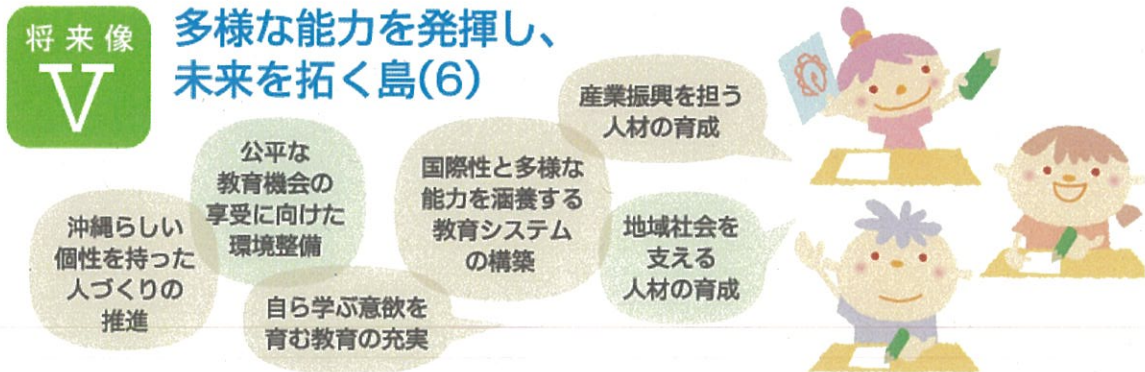 将来像
V
多様な能力を発揮し、
未来を拓く島(6)
沖縄らしい
個性を持った
人づくりの
推進
公平な
教育機会の
享受に向けた
環境整備
自ら学ぶ意欲を
育む教育の充実
国際性と多様な
能力を涵養する
教育システム
の構築
産業振興を担う
人材の育成
地域社会を
支える
人材の育成